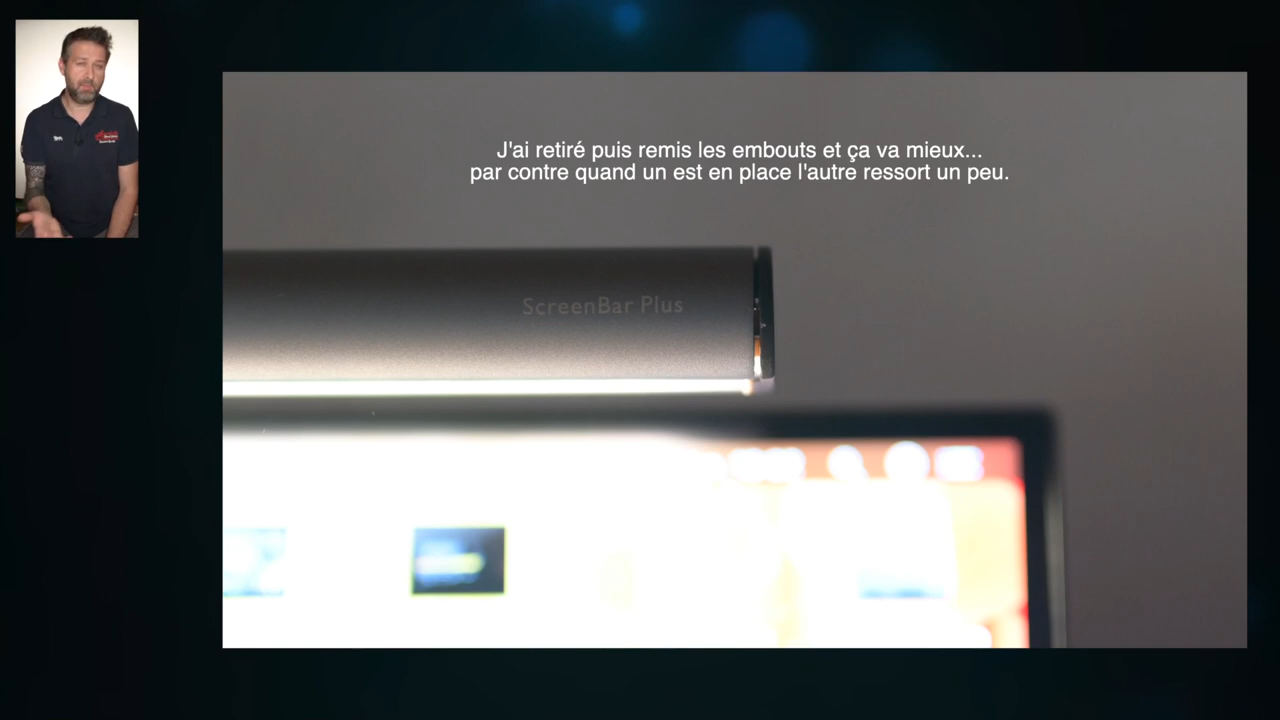 J'ai retiré puis remis les embouts et ça va mieux...
par contre quand un est en place l'autre ressort un peu.
ScreenBar Plus